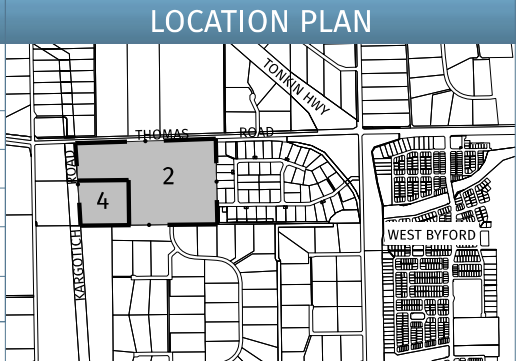 LOCATION PLAN
TONKIN HWY
THOMAS ROAD
2
4
KARGOTICH ROAD
WEST BYFORD